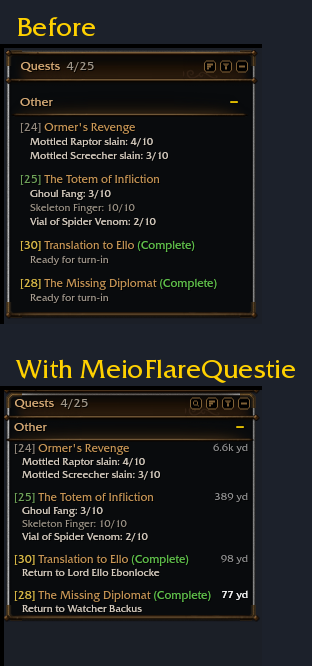 Before
Quests 4/25
Other
[24] Ormer's Revenge
Mottled Raptor slain: 4/10
Mottled Screecher slain: 3/10
[25] The Totem of Infliction
Ghoul Fang: 3/10
Skeleton Finger: 10/10
Vial of Spider Venom: 2/10
[30] Translation to Ello (Complete)
Ready for turn-in
[28] The Missing Diplomat (Complete)
Ready for turn-in
With MeioFlareQuestie
Quests 4/25
Other
[24] Ormer's Revenge 6.6k yd
Mottled Raptor slain: 4/10
Mottled Screecher slain: 3/10
[25] The Totem of Infliction 389 yd
Ghoul Fang: 3/10
Skeleton Finger: 10/10
Vial of Spider Venom: 2/10
[30] Translation to Ello (Complete) 98 yd
Return to Lord Ello Ebonlocke
[28] The Missing Diplomat (Complete) 77 yd
Return to Watcher Backus